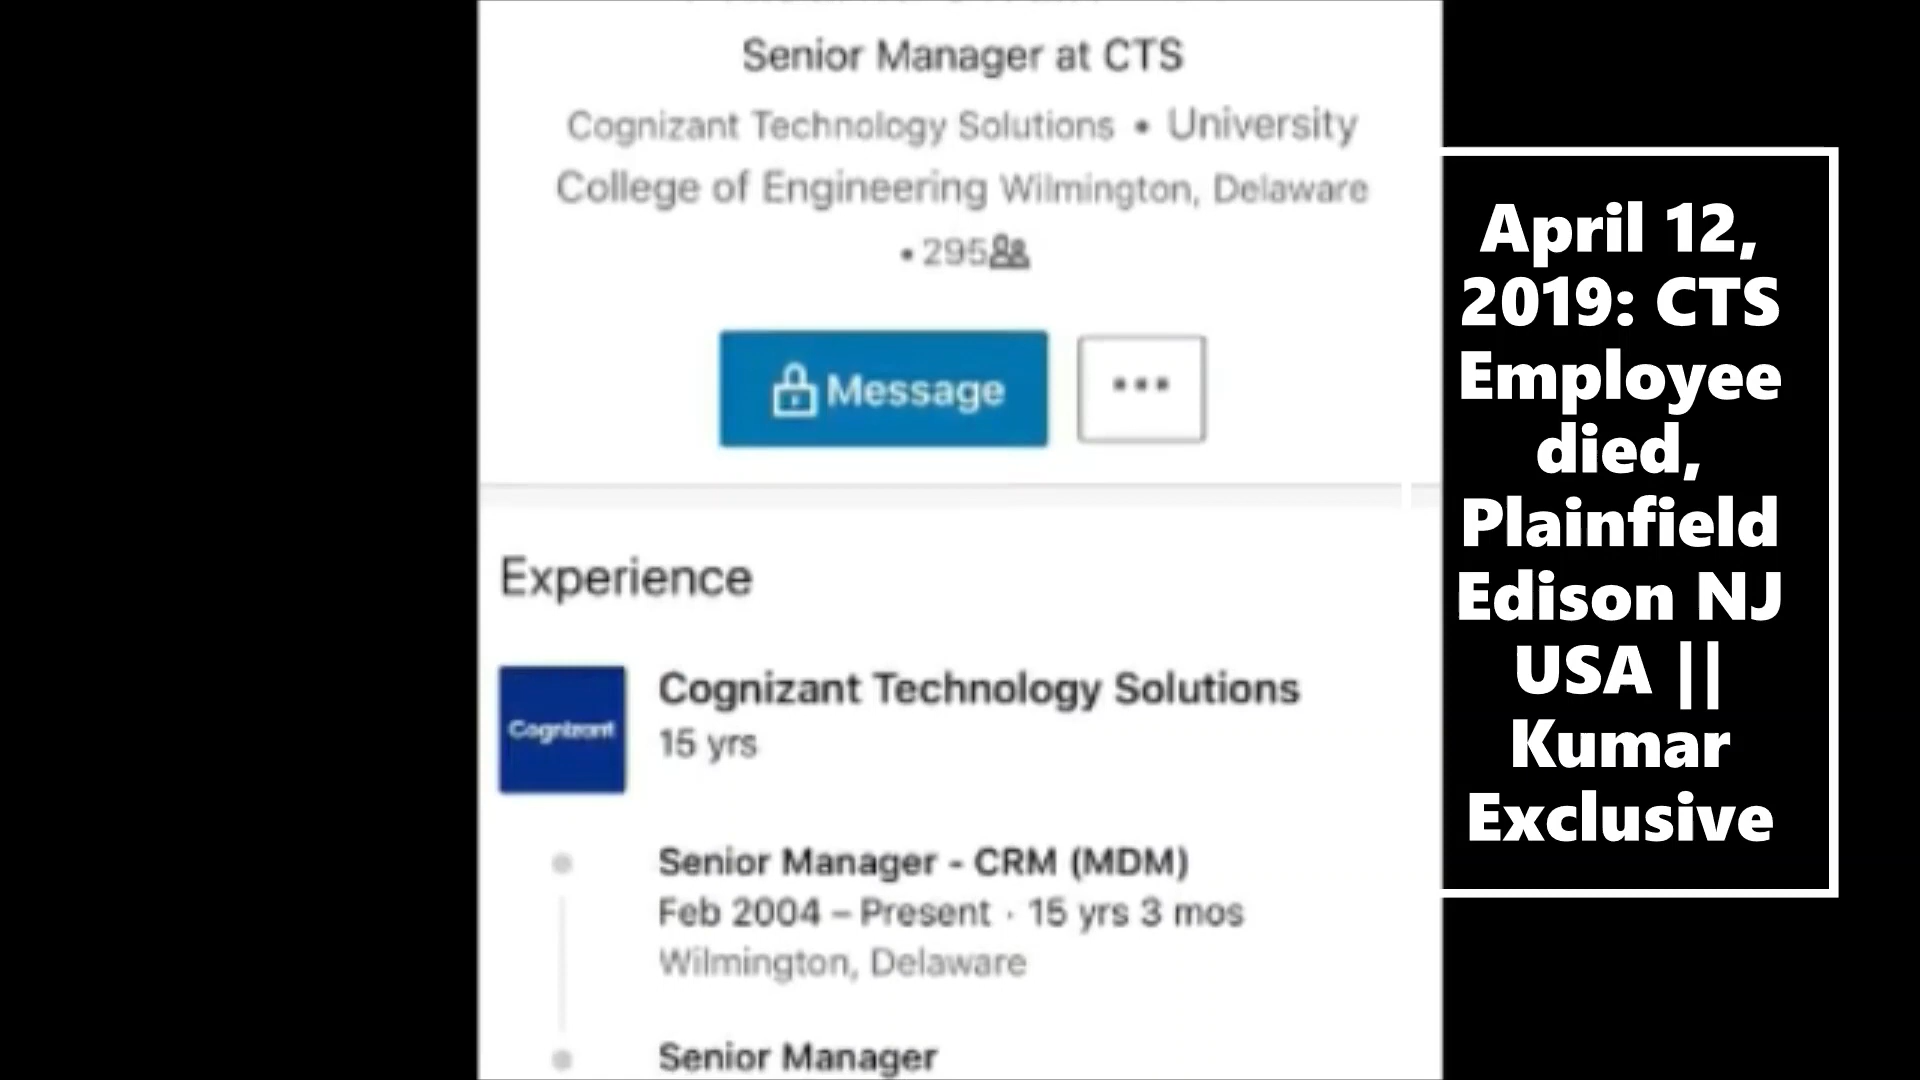 Senior Manager at CTS
Cognizant Technology Solutions • University
College of Engineering Wilmington, Delaware
• 295
Message
Experience
Cognizant
Cognizant Technology Solutions
15 yrs
Senior Manager - CRM (MDM)
Feb 2004 – Present · 15 yrs 3 mos
Wilmington, Delaware
Senior Manager
April 12,
2019: CTS
Employee
died,
Plainfield
Edison NJ
USA ||
Kumar
Exclusive